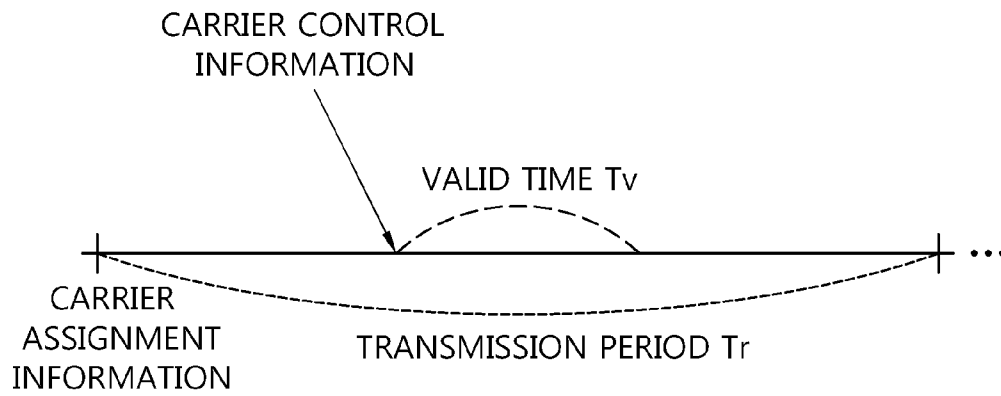 CARRIER CONTROL
INFORMATION
VALID TIME Tv
...
CARRIER
ASSIGNMENT
INFORMATION
TRANSMISSION PERIOD Tr